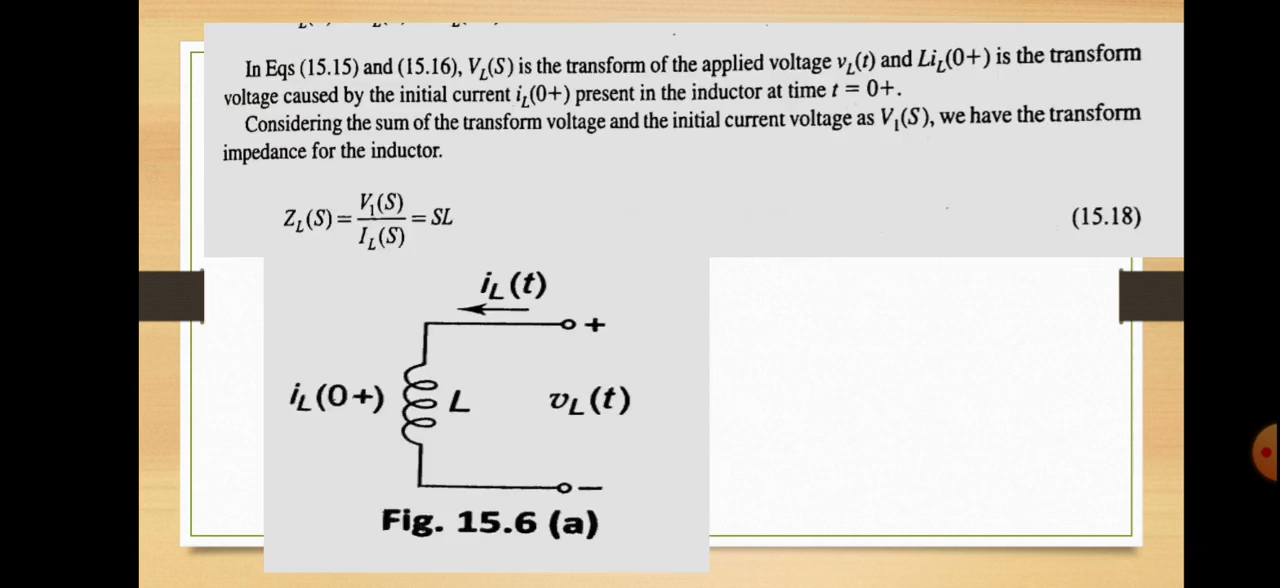 In Eqs (15.15) and (15.16), V_L(S) is the transform of the applied voltage v_L(t) and Li_L(0+) is the transform
voltage caused by the initial current i_L(0+) present in the inductor at time t = 0+.
Considering the sum of the transform voltage and the initial current voltage as V_1(S), we have the transform
impedance for the inductor.
Z_L(S) = V_1(S) / I_L(S) = SL (15.18)
i_L(t)
+
i_L(0+) L v_L(t)
−
Fig. 15.6 (a)